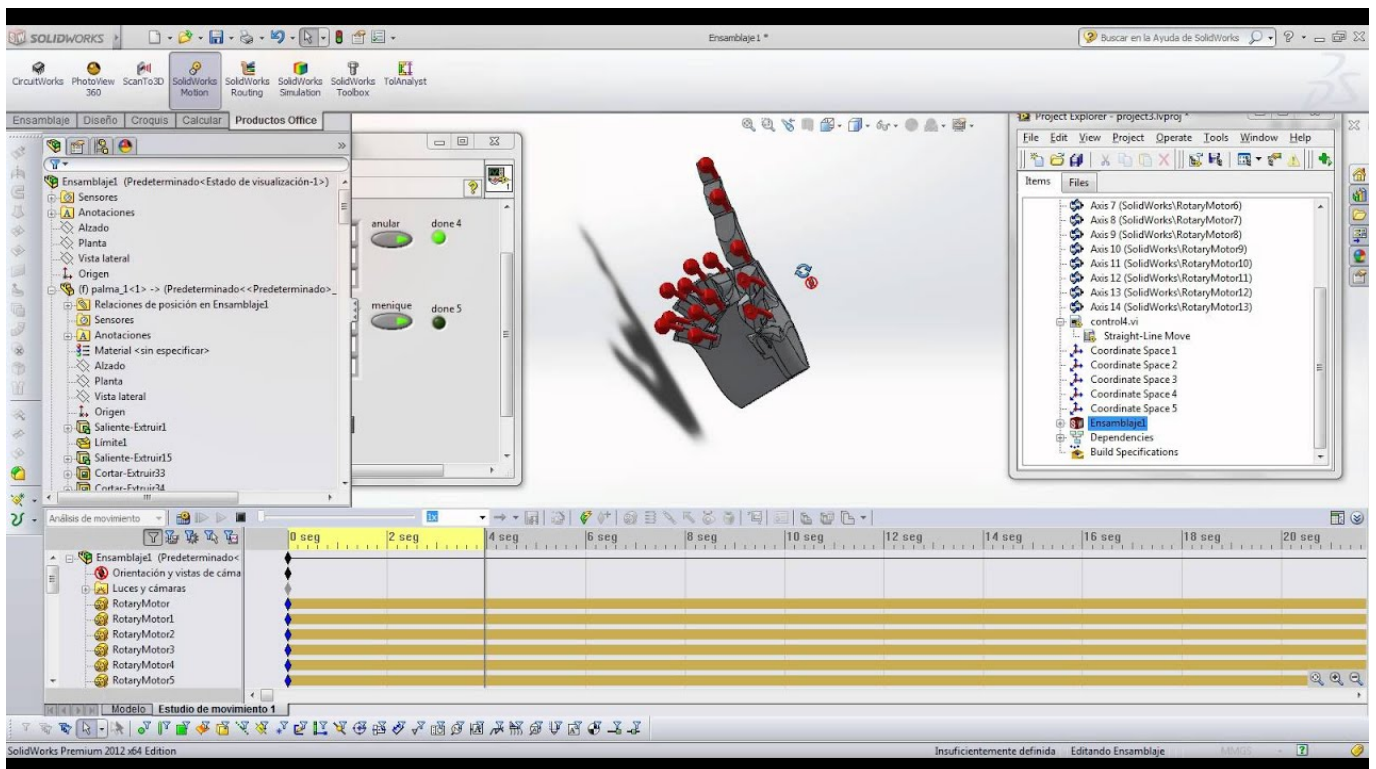 SOLIDWORKS
Ensamblaje1 *
Buscar en la Ayuda de SolidWorks
CircuitWorks
PhotoView 360
ScanTo3D
SolidWorks Motion
SolidWorks Routing
SolidWorks Simulation
SolidWorks Toolbox
TolAnalyst
Ensamblaje
Diseño
Croquis
Calcular
Productos Office
Ensamblaje1 (Predeterminado<Estado de visualización-1>)
Sensores
Anotaciones
Alzado
Planta
Vista lateral
Origen
(f) palma_1<1> -> (Predeterminado<<Predeterminado>_
Relaciones de posición en Ensamblaje1
Sensores
Anotaciones
Material <sin especificar>
Alzado
Planta
Vista lateral
Origen
Saliente-Extruir1
Límite1
Saliente-Extruir15
Cortar-Extruir33
Cortar-Extruir34
anular
done 4
menique
done 5
Project Explorer - project3.lvproj *
File Edit View Project Operate Tools Window Help
Items
Files
Axis 7 (SolidWorks\RotaryMotor6)
Axis 8 (SolidWorks\RotaryMotor7)
Axis 9 (SolidWorks\RotaryMotor8)
Axis 10 (SolidWorks\RotaryMotor9)
Axis 11 (SolidWorks\RotaryMotor10)
Axis 12 (SolidWorks\RotaryMotor11)
Axis 13 (SolidWorks\RotaryMotor12)
Axis 14 (SolidWorks\RotaryMotor13)
control4.vi
Straight-Line Move
Coordinate Space 1
Coordinate Space 2
Coordinate Space 3
Coordinate Space 4
Coordinate Space 5
Ensamblaje1
Dependencies
Build Specifications
Análisis de movimiento
1x
0 seg 2 seg 4 seg 6 seg 8 seg 10 seg 12 seg 14 seg 16 seg 18 seg 20 seg
Ensamblaje1 (Predeterminado<
Orientación y vistas de cáma
Luces y cámaras
RotaryMotor
RotaryMotor1
RotaryMotor2
RotaryMotor3
RotaryMotor4
RotaryMotor5
Modelo
Estudio de movimiento 1
SolidWorks Premium 2012 x64 Edition
Insuficientemente definida
Editando Ensamblaje
MMGS